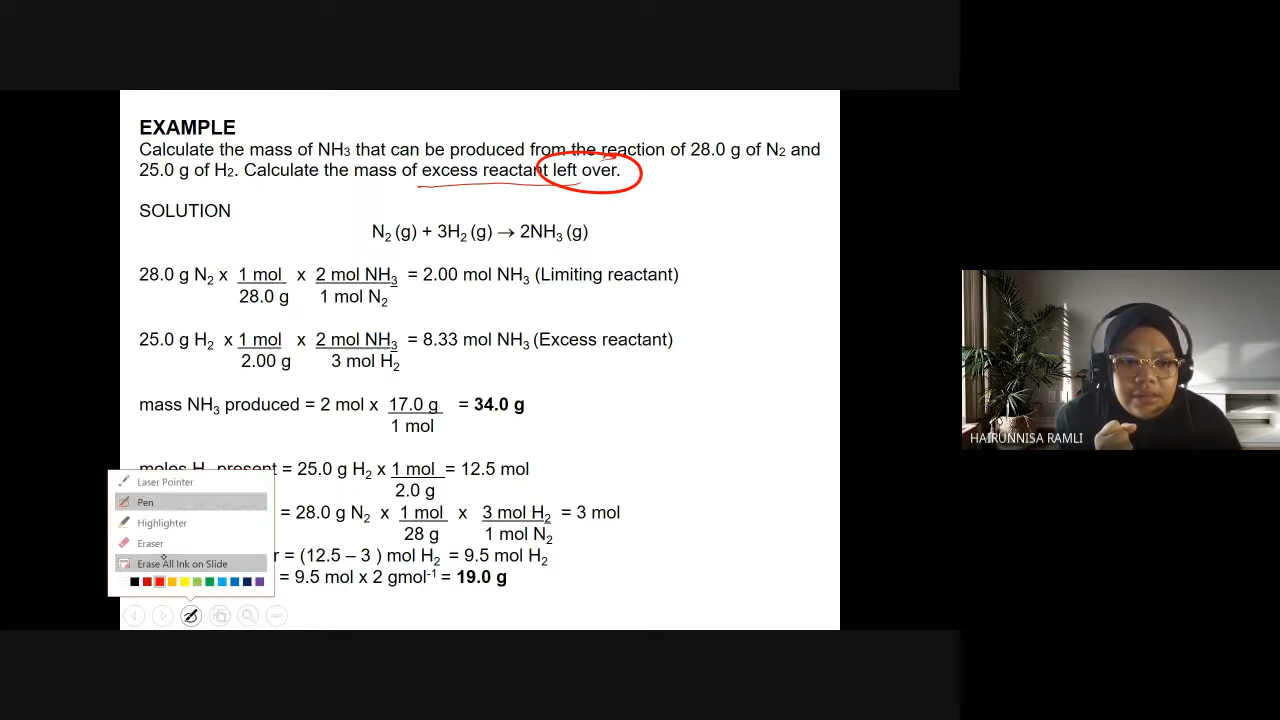 EXAMPLE
Calculate the mass of NH3 that can be produced from the reaction of 28.0 g of N2 and
25.0 g of H2. Calculate the mass of excess reactant left over.
SOLUTION
N2 (g) + 3H2 (g) → 2NH3 (g)
28.0 g N2 x 1 mol x 2 mol NH3 = 2.00 mol NH3 (Limiting reactant)
28.0 g 1 mol N2
25.0 g H2 x 1 mol x 2 mol NH3 = 8.33 mol NH3 (Excess reactant)
2.00 g 3 mol H2
mass NH3 produced = 2 mol x 17.0 g = 34.0 g
1 mol
moles H2 present = 25.0 g H2 x 1 mol = 12.5 mol
2.0 g
= 28.0 g N2 x 1 mol x 3 mol H2 = 3 mol
28 g 1 mol N2
= (12.5 – 3 ) mol H2 = 9.5 mol H2
= 9.5 mol x 2 gmol-1 = 19.0 g
Laser Pointer
Pen
Highlighter
Eraser
Erase All Ink on Slide
HAIRUNNISA RAMLI